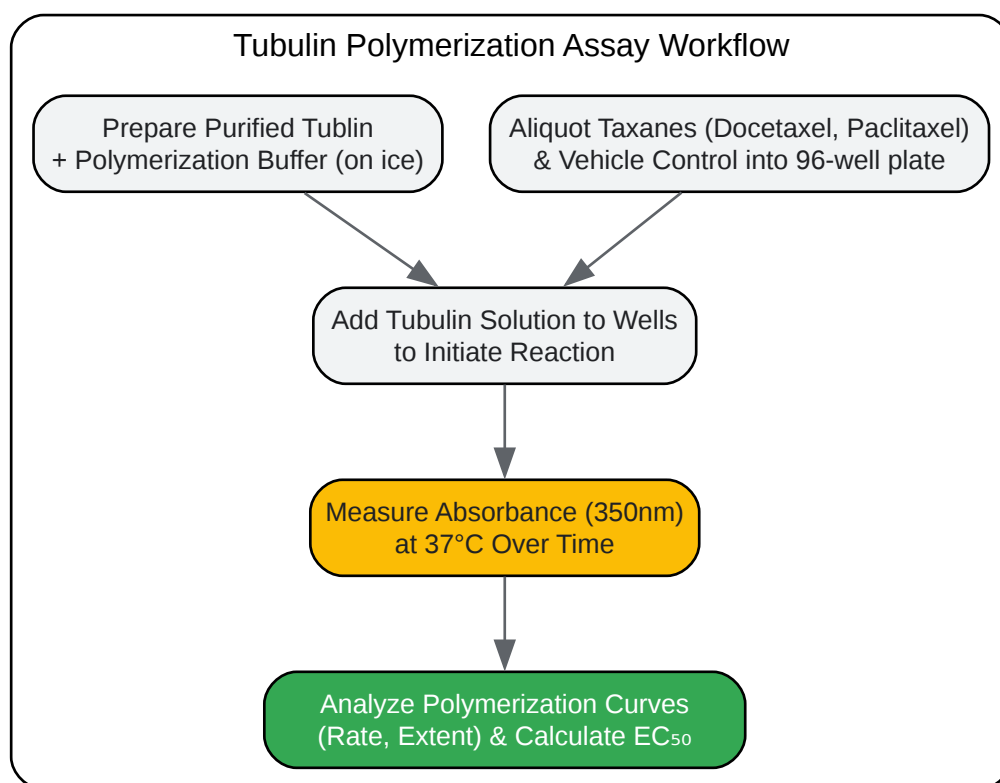 Tubulin Polymerization Assay Workflow
Prepare Purified Tublin
+ Polymerization Buffer (on ice)
Aliquot Taxanes (Docetaxel, Paclitaxel)
& Vehicle Control into 96-well plate
Add Tubulin Solution to Wells
to Initiate Reaction
Measure Absorbance (350nm)
at 37°C Over Time
Analyze Polymerization Curves
(Rate, Extent) & Calculate EC₅₀